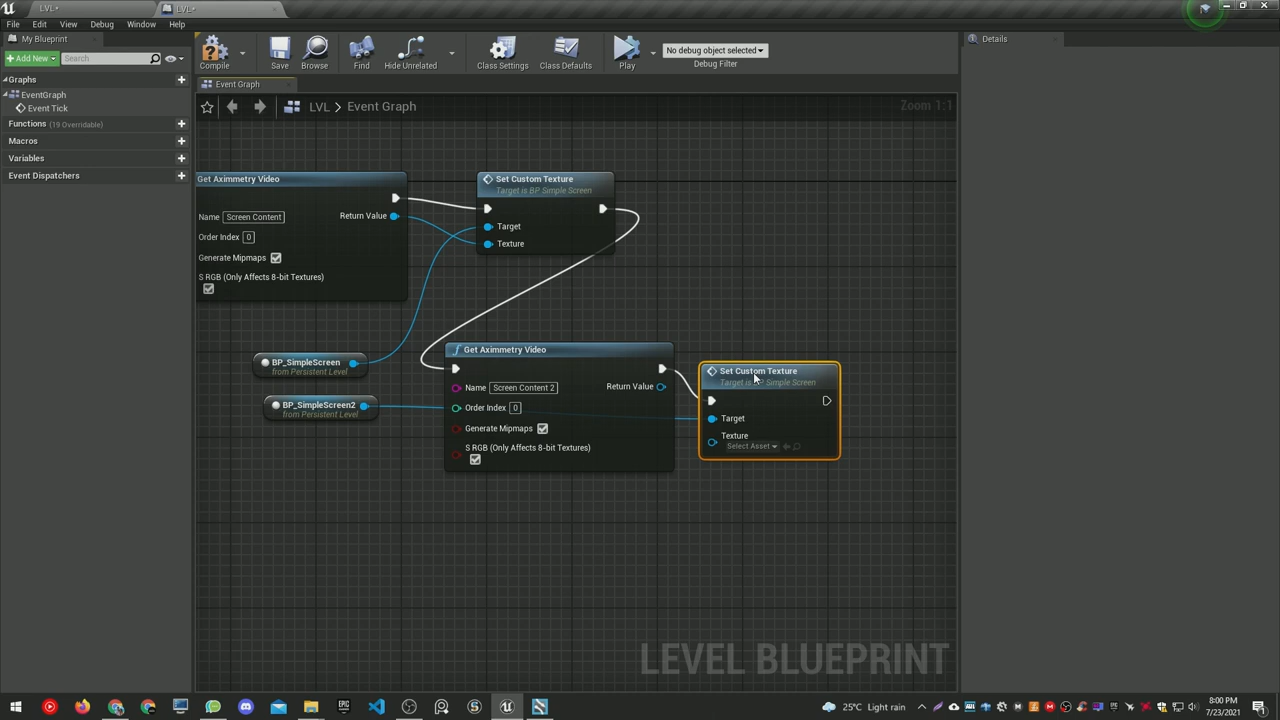 LVL*
LVL*
File Edit View Debug Window Help
My Blueprint
Add New
Search
Compile
Save
Browse
Find
Hide Unrelated
Class Settings
Class Defaults
Play
No debug object selected
Debug Filter
Details
Graphs
EventGraph
Event Tick
Functions (19 Overridable)
Macros
Variables
Event Dispatchers
Event Graph
LVL > Event Graph
Zoom 1:1
Get Aximmetry Video
Name Screen Content
Return Value
Order Index 0
Generate Mipmaps
S RGB (Only Affects 8-bit Textures)
Set Custom Texture
Target is BP Simple Screen
Target
Texture
BP_SimpleScreen
from Persistent Level
BP_SimpleScreen2
from Persistent Level
Get Aximmetry Video
Name Screen Content 2
Return Value
Order Index 0
Generate Mipmaps
S RGB (Only Affects 8-bit Textures)
Set Custom Texture
Target is BP Simple Screen
Target
Texture
Select Asset
LEVEL BLUEPRINT
EPIC
25°C Light rain
8:00 PM
7/23/2021